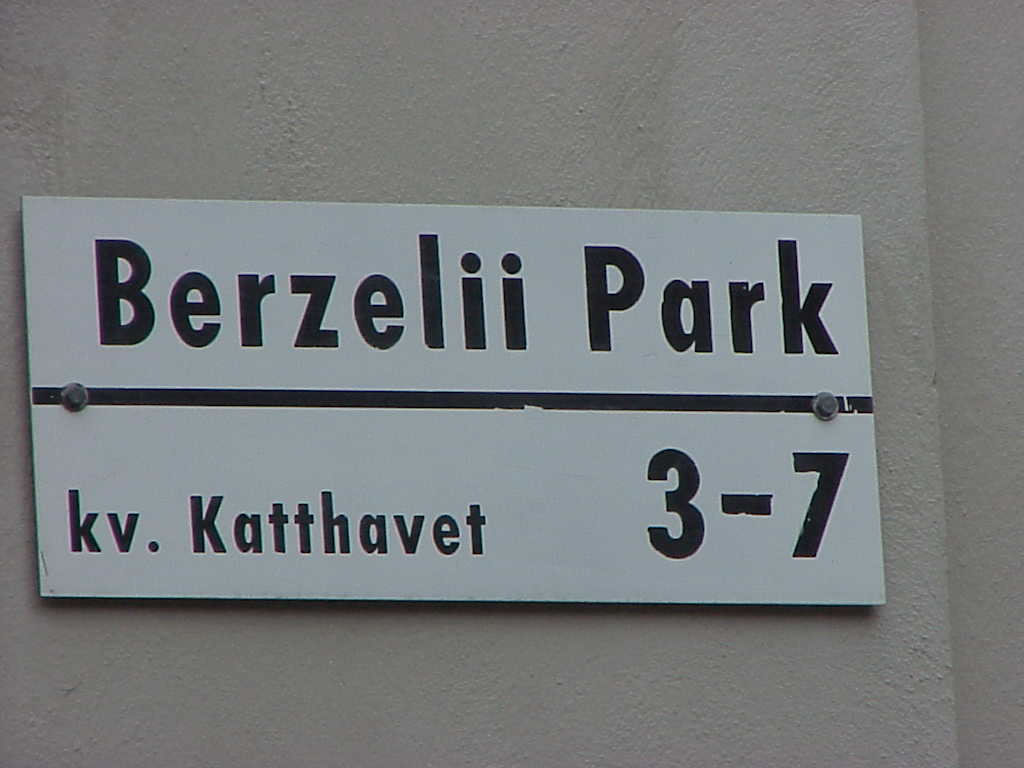 Berzelii Park
kv. Katthavet 3-7